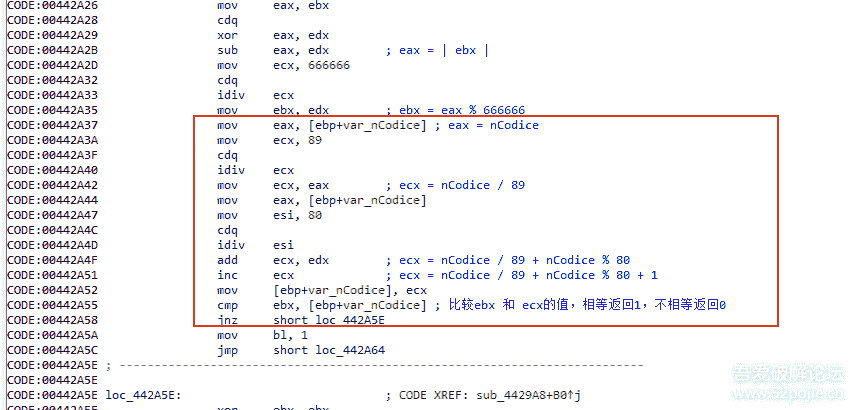 CODE:00442A26 mov eax, ebx
CODE:00442A28 cdq
CODE:00442A29 xor eax, edx
CODE:00442A2B sub eax, edx ; eax = | ebx |
CODE:00442A2D mov ecx, 666666
CODE:00442A32 cdq
CODE:00442A33 idiv ecx
CODE:00442A35 mov ebx, edx ; ebx = eax % 666666
CODE:00442A37 mov eax, [ebp+var_nCodice] ; eax = nCodice
CODE:00442A3A mov ecx, 89
CODE:00442A3F cdq
CODE:00442A40 idiv ecx
CODE:00442A42 mov ecx, eax ; ecx = nCodice / 89
CODE:00442A44 mov eax, [ebp+var_nCodice]
CODE:00442A47 mov esi, 80
CODE:00442A4C cdq
CODE:00442A4D idiv esi
CODE:00442A4F add ecx, edx ; ecx = nCodice / 89 + nCodice % 80
CODE:00442A51 inc ecx ; ecx = nCodice / 89 + nCodice % 80 + 1
CODE:00442A52 mov [ebp+var_nCodice], ecx
CODE:00442A55 cmp ebx, [ebp+var_nCodice] ; 比较ebx 和 ecx的值，相等返回1，不相等返回0
CODE:00442A58 jnz short loc_442A5E
CODE:00442A5A mov bl, 1
CODE:00442A5C jmp short loc_442A64
CODE:00442A5E ; ---------------------------------------------------------------------------
CODE:00442A5E
CODE:00442A5E loc_442A5E: ; CODE XREF: sub_4429A8+B0↑j
CODE:00442A5E xor ebx, ebx
吾爱破解论坛
www.52pojie.cn